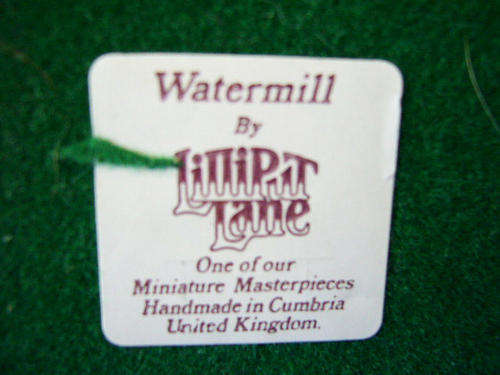 Watermill
By
Lilliput
Lane
One of our
Miniature Masterpieces
Handmade in Cumbria
United Kingdom.